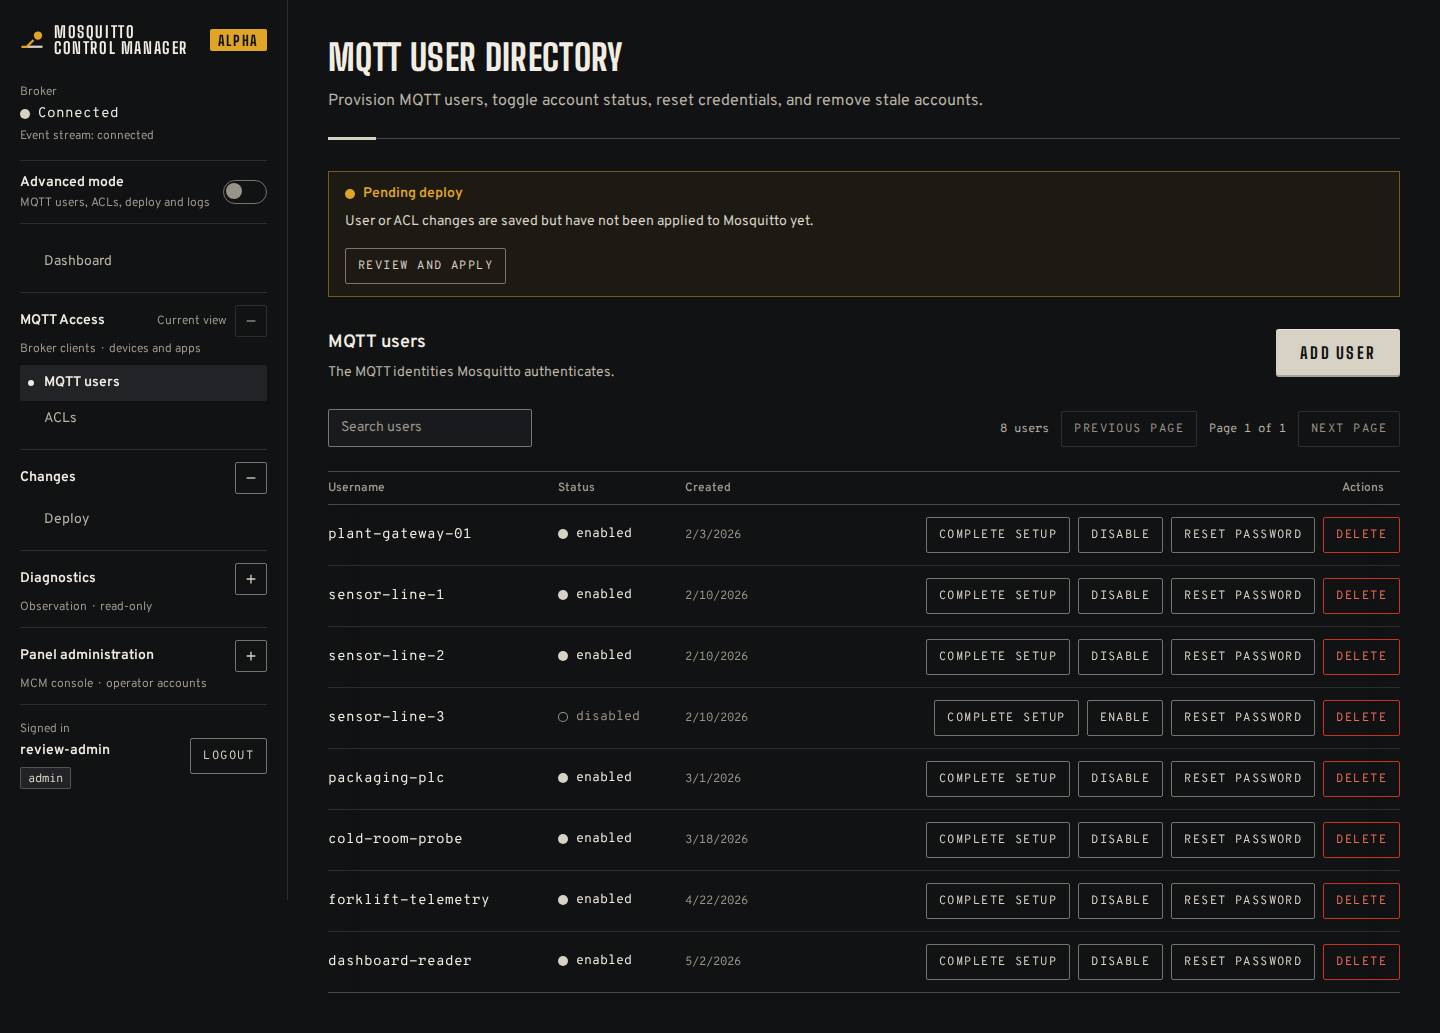 MOSQUITTO
CONTROL MANAGER
ALPHA
Broker
Connected
Event stream: connected
Advanced mode
MQTT users, ACLs, deploy and logs
Dashboard
MQTT Access
Current view
−
Broker clients · devices and apps
MQTT users
ACLs
Changes
−
Deploy
Diagnostics
+
Observation · read-only
Panel administration
+
MCM console · operator accounts
Signed in
review-admin
admin
LOGOUT
MQTT USER DIRECTORY
Provision MQTT users, toggle account status, reset credentials, and remove stale accounts.
Pending deploy
User or ACL changes are saved but have not been applied to Mosquitto yet.
REVIEW AND APPLY
MQTT users
The MQTT identities Mosquitto authenticates.
ADD USER
Search users
8 users PREVIOUS PAGE Page 1 of 1 NEXT PAGE
Username Status Created Actions
plant-gateway-01 enabled 2/3/2026 COMPLETE SETUP DISABLE RESET PASSWORD DELETE
sensor-line-1 enabled 2/10/2026 COMPLETE SETUP DISABLE RESET PASSWORD DELETE
sensor-line-2 enabled 2/10/2026 COMPLETE SETUP DISABLE RESET PASSWORD DELETE
sensor-line-3 disabled 2/10/2026 COMPLETE SETUP ENABLE RESET PASSWORD DELETE
packaging-plc enabled 3/1/2026 COMPLETE SETUP DISABLE RESET PASSWORD DELETE
cold-room-probe enabled 3/18/2026 COMPLETE SETUP DISABLE RESET PASSWORD DELETE
forklift-telemetry enabled 4/22/2026 COMPLETE SETUP DISABLE RESET PASSWORD DELETE
dashboard-reader enabled 5/2/2026 COMPLETE SETUP DISABLE RESET PASSWORD DELETE